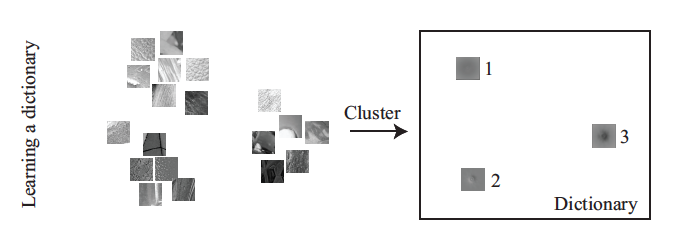 Learning a dictionary
Cluster
1
3
2
Dictionary